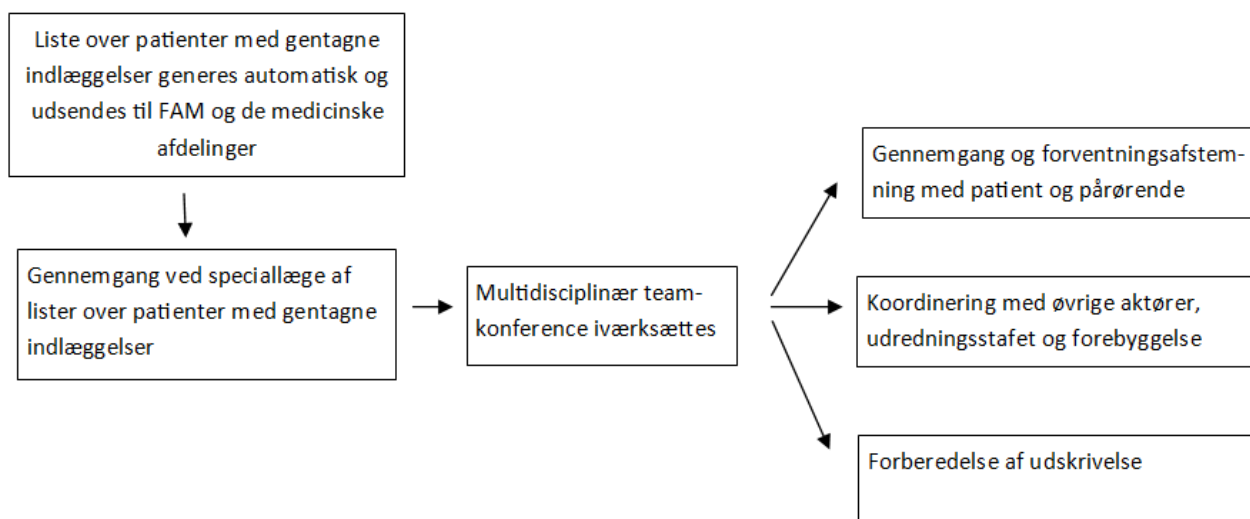 Liste over patienter med gentagne
indlæggelser generes automatisk og
udsendes til FAM og de medicinske
afdelinger
Gennemgang ved speciallæge af
lister over patienter med gentagne
indlæggelser
Multidisciplinær team-
konference iværksættes
Gennemgang og forventningsafstem-
ning med patient og pårørende
Koordinering med øvrige aktører,
udredningsstafet og forebyggelse
Forberedelse af udskrivelse